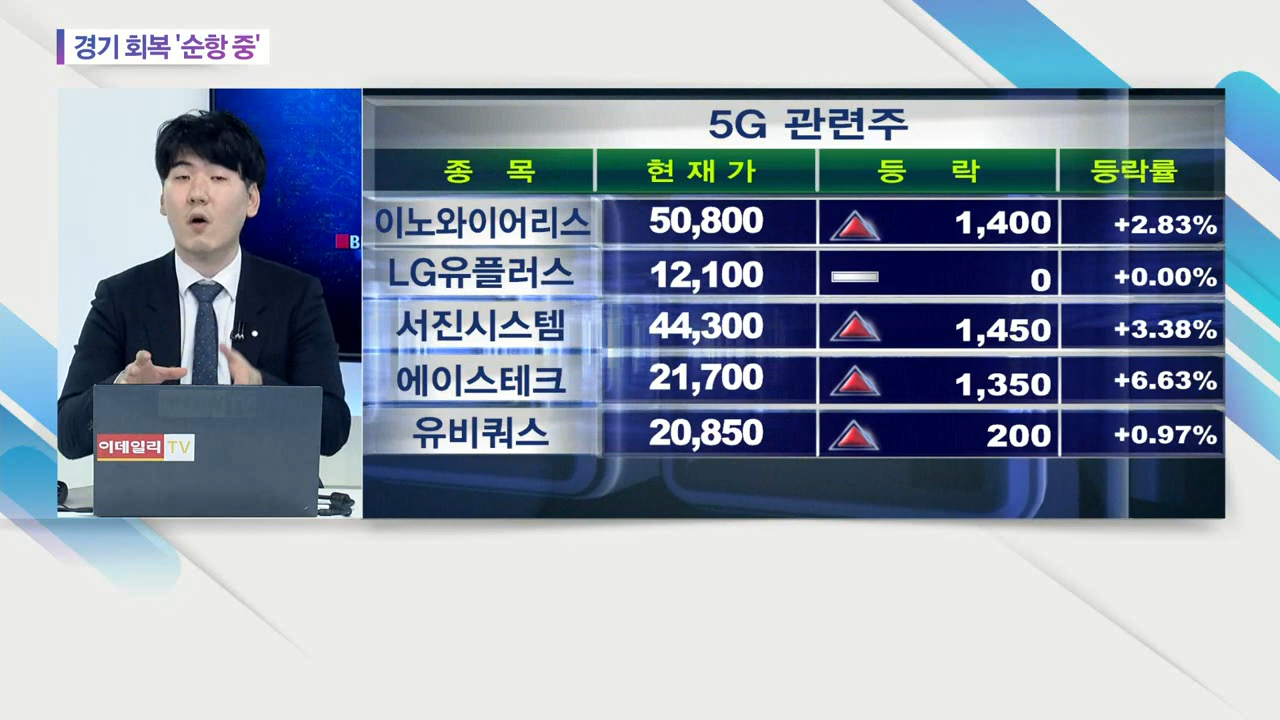 경기 회복 '순항 중'
5G 관련주
종 목 현 재 가 등 락 등락률
이노와이어리스 50,800 1,400 +2.83%
LG유플러스 12,100 0 +0.00%
서진시스템 44,300 1,450 +3.38%
에이스테크 21,700 1,350 +6.63%
유비쿼스 20,850 200 +0.97%
이데일리TV